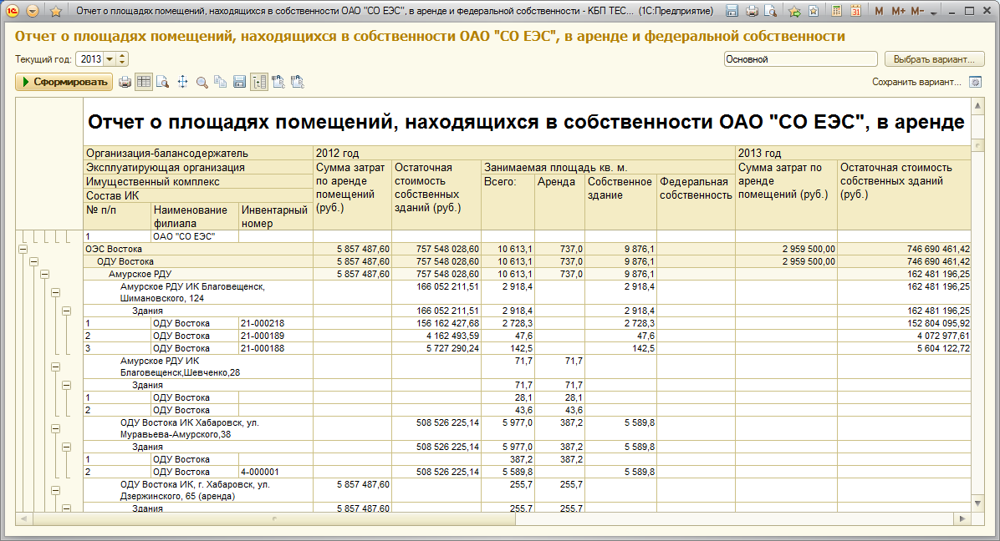 Отчет о площадях помещений, находящихся в собственности ОАО "СО ЕЭС", в аренде и федеральной собственности - КБП ТЕС... (1С:Предприятие)
M M+ M-
Отчет о площадях помещений, находящихся в собственности ОАО "СО ЕЭС", в аренде и федеральной собственности
Текущий год: 2013 Основной Выбрать вариант...
Сформировать Сохранить вариант...
Отчет о площадях помещений, находящихся в собственности ОАО "СО ЕЭС", в аренде
Организация-балансодержатель 2012 год 2013 год
Эксплуатирующая организация Сумма затрат Остаточная Занимаемая площадь кв. м. Сумма затрат по Остаточная стоимость
Имущественный комплекс по аренде стоимость Всего: Аренда Собственное Федеральная аренде собственных зданий
Состав ИК помещений собственных здание собственность помещений (руб.) (руб.)
№ п/п Наименование Инвентарный (руб.) зданий (руб.)
филиала номер
1 ОАО "СО ЕЭС"
ОЭС Востока 5 857 487,60 757 548 028,60 10 613,1 737,0 9 876,1 2 959 500,00 746 690 461,42
ОДУ Востока 5 857 487,60 757 548 028,60 10 613,1 737,0 9 876,1 2 959 500,00 746 690 461,42
Амурское РДУ 5 857 487,60 757 548 028,60 10 613,1 737,0 9 876,1 162 481 196,25
Амурское РДУ ИК Благовещенск, 166 052 211,51 2 918,4 2 918,4 162 481 196,25
Шимановского, 124
Здания 166 052 211,51 2 918,4 2 918,4 162 481 196,25
1 ОДУ Востока 21-000218 156 162 427,68 2 728,3 2 728,3 152 804 095,92
2 ОДУ Востока 21-000189 4 162 493,59 47,6 47,6 4 072 977,61
3 ОДУ Востока 21-000188 5 727 290,24 142,5 142,5 5 604 122,72
Амурское РДУ ИК 71,7 71,7
Благовещенск,Шевченко,28
Здания 71,7 71,7
1 ОДУ Востока 28,1 28,1
2 ОДУ Востока 43,6 43,6
ОДУ Востока ИК Хабаровск, ул. 508 526 225,14 5 977,0 387,2 5 589,8
Муравьева-Амурского,38
Здания 508 526 225,14 5 977,0 387,2 5 589,8
1 ОДУ Востока 387,2 387,2
2 ОДУ Востока 4-000001 508 526 225,14 5 589,8 5 589,8
ОДУ Востока ИК, г. Хабаровск, ул. 5 857 487,60 255,7 255,7
Дзержинского, 65 (аренда)
Здания 5 857 487,60 255,7 255,7